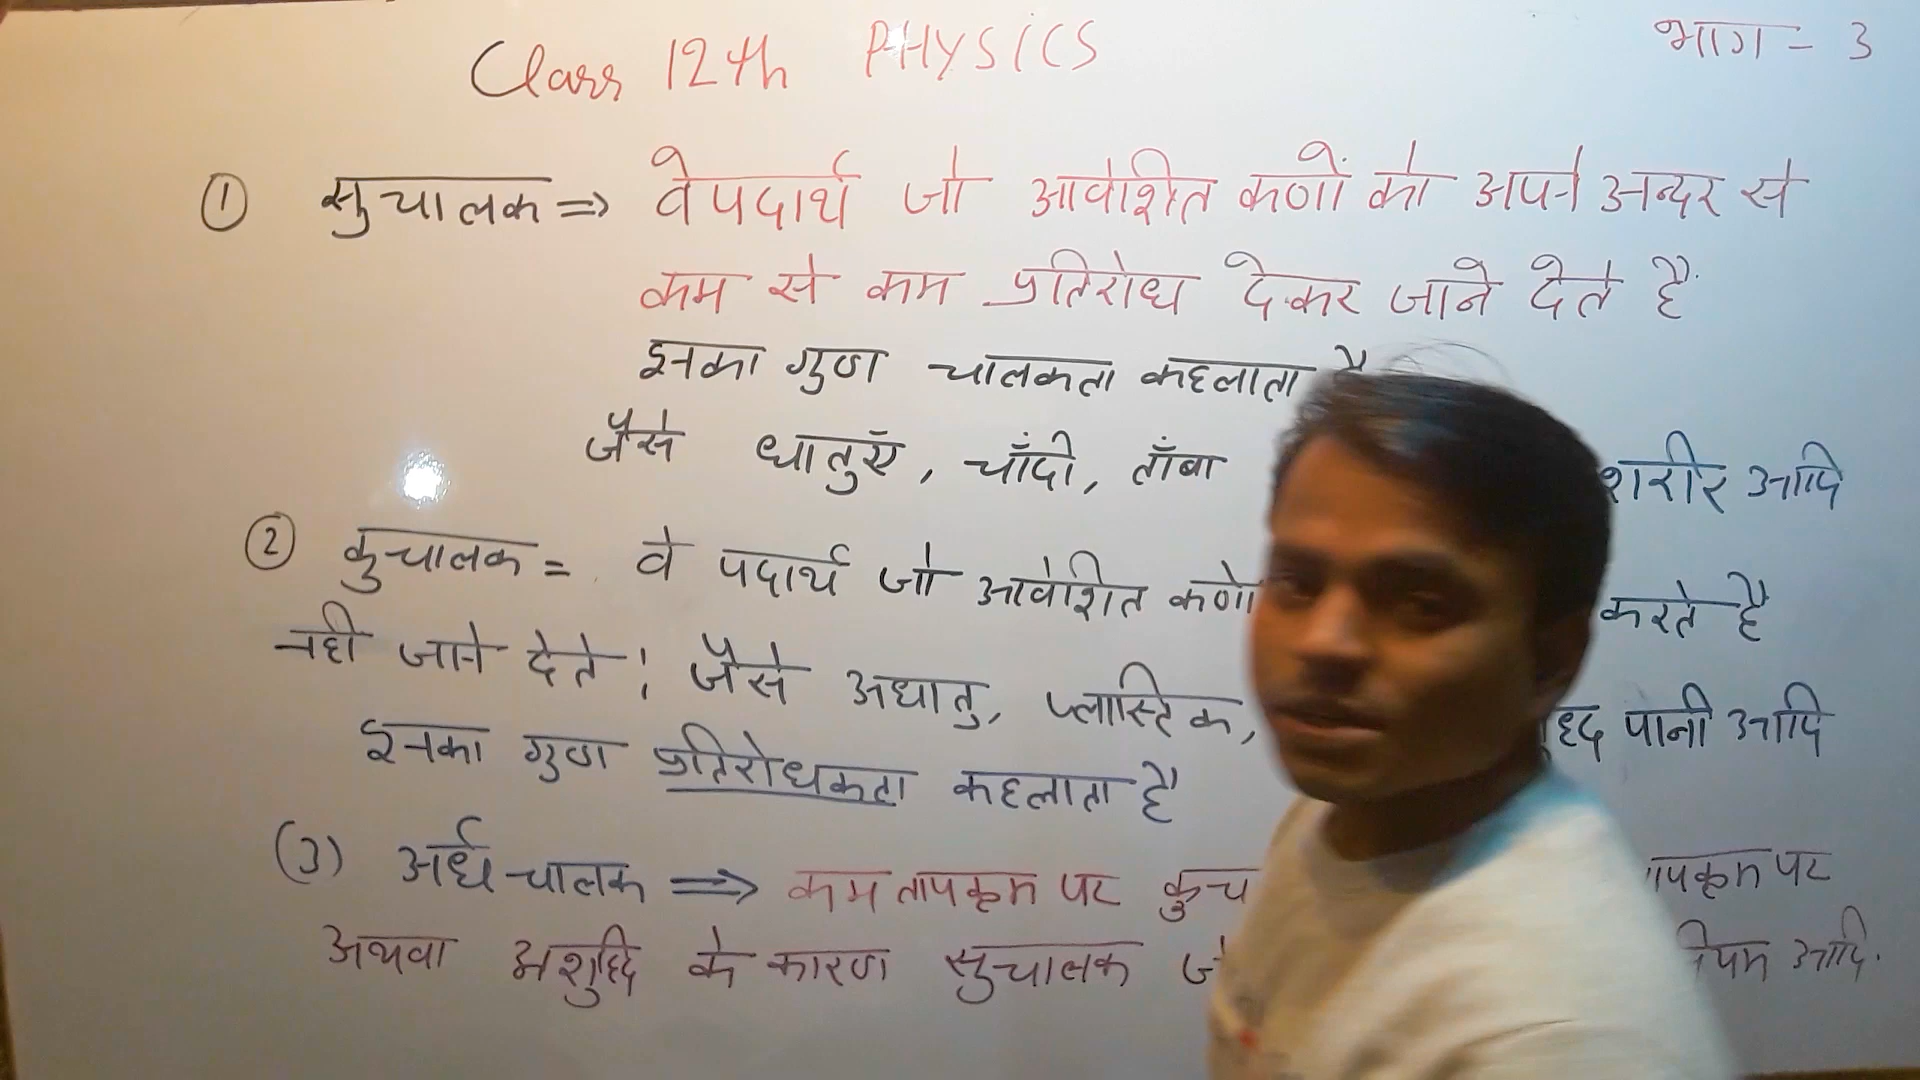 Class 12th PHYSICS
भाग - 3
① सुचालक ⇒ वे पदार्थ जो आवेशित कणों को अपने अन्दर से
कम से कम प्रतिरोध देकर जाने देते है.
इनका गुण चालकता कहलाता है
जैसे धातुएँ, चाँदी, ताँबा शरीर आदि
② कुचालक = वे पदार्थ जो आवेशित कणो करते है
नही जाने देते ! जैसे अधातु, प्लास्टिक, पानी आदि
इनका गुण प्रतिरोधकता कहलाता है
(3) अर्धचालक ⇒ कम तापक्रम पर पर
अथवा अशुद्धि के कारण सुचालक आदि.